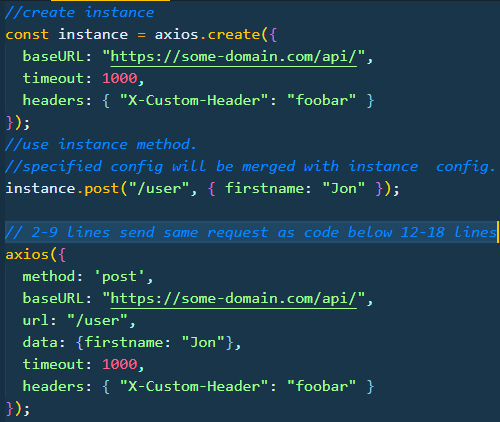 //create instance
const instance = axios.create({
  baseURL: "https://some-domain.com/api/",
  timeout: 1000,
  headers: { "X-Custom-Header": "foobar" }
});
//use instance method.
//specified config will be merged with instance  config.
instance.post("/user", { firstname: "Jon" });

// 2-9 lines send same request as code below 12-18 lines
axios({
  method: 'post',
  baseURL: "https://some-domain.com/api/",
  url: "/user",
  data: {firstname: "Jon"},
  timeout: 1000,
  headers: { "X-Custom-Header": "foobar" }
});